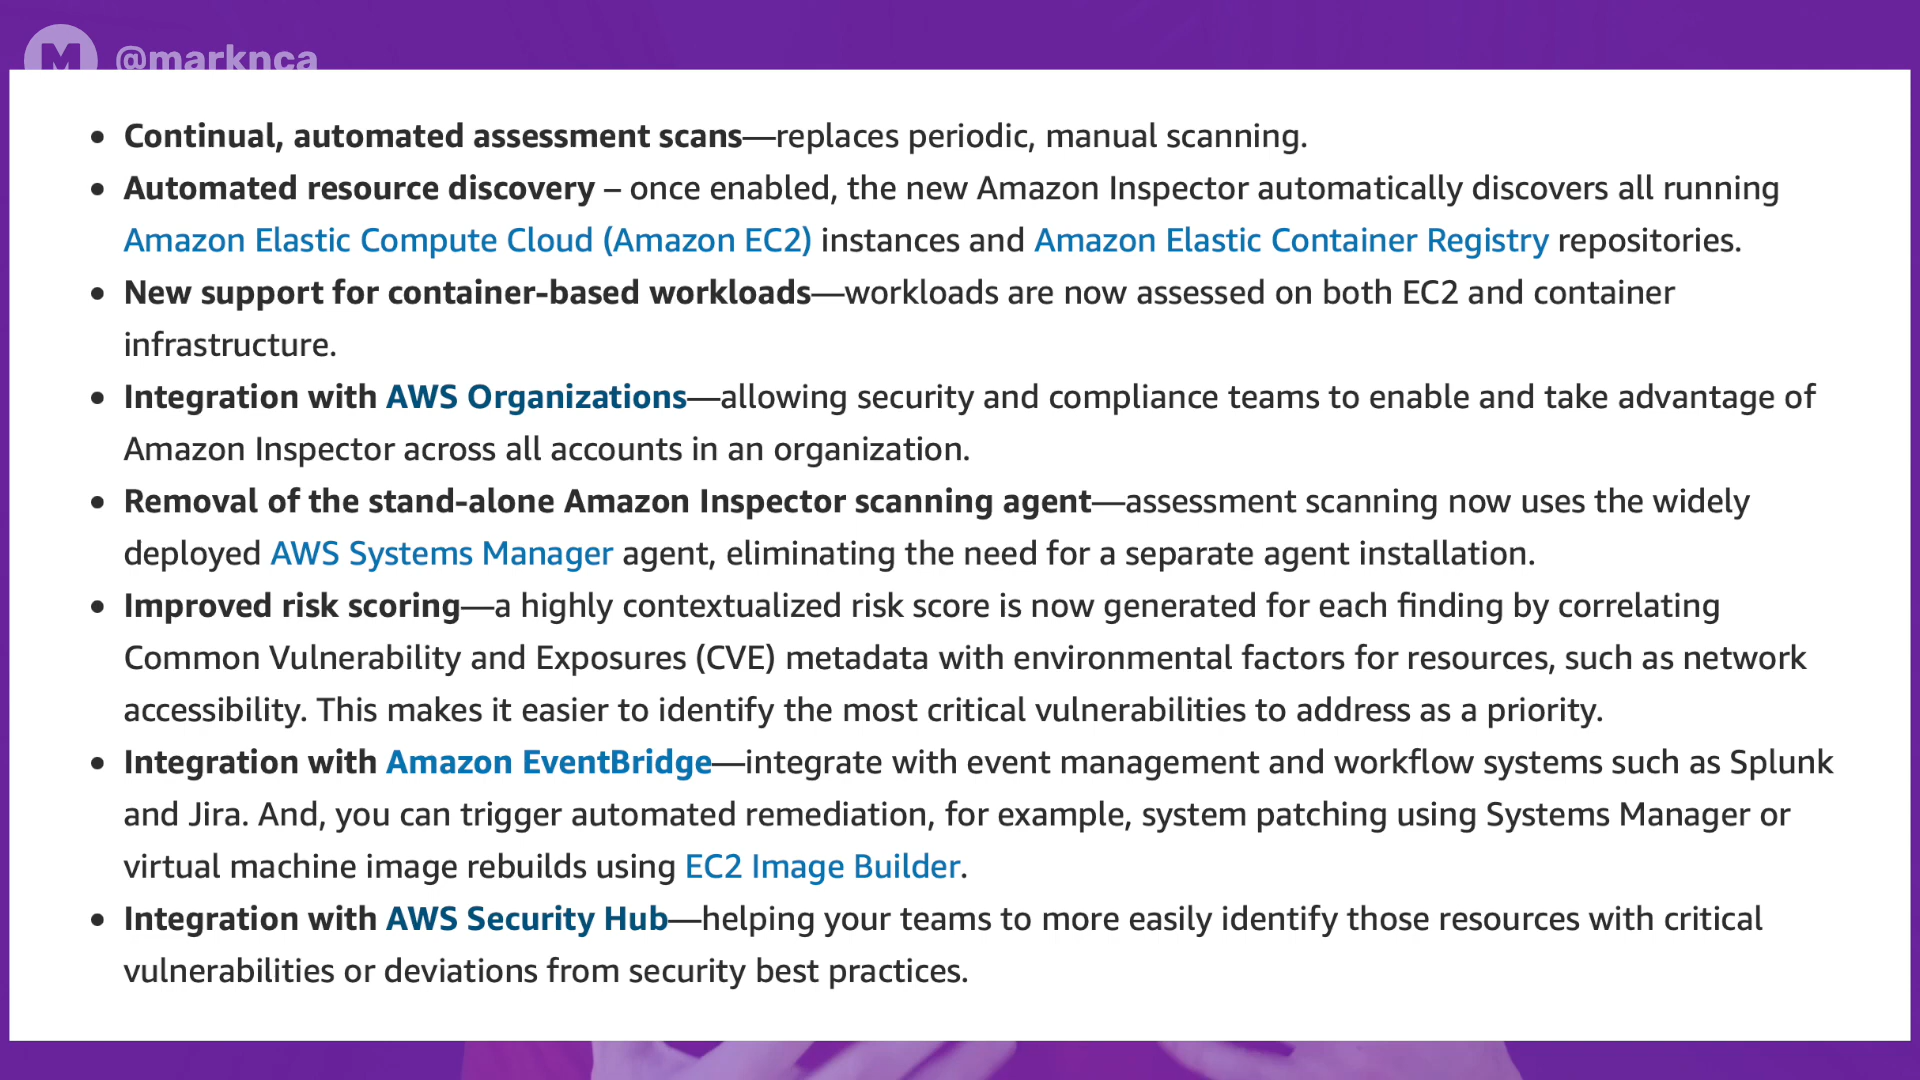 M @marknca
• Continual, automated assessment scans—replaces periodic, manual scanning.
• Automated resource discovery – once enabled, the new Amazon Inspector automatically discovers all running
Amazon Elastic Compute Cloud (Amazon EC2) instances and Amazon Elastic Container Registry repositories.
• New support for container-based workloads—workloads are now assessed on both EC2 and container
infrastructure.
• Integration with AWS Organizations—allowing security and compliance teams to enable and take advantage of
Amazon Inspector across all accounts in an organization.
• Removal of the stand-alone Amazon Inspector scanning agent—assessment scanning now uses the widely
deployed AWS Systems Manager agent, eliminating the need for a separate agent installation.
• Improved risk scoring—a highly contextualized risk score is now generated for each finding by correlating
Common Vulnerability and Exposures (CVE) metadata with environmental factors for resources, such as network
accessibility. This makes it easier to identify the most critical vulnerabilities to address as a priority.
• Integration with Amazon EventBridge—integrate with event management and workflow systems such as Splunk
and Jira. And, you can trigger automated remediation, for example, system patching using Systems Manager or
virtual machine image rebuilds using EC2 Image Builder.
• Integration with AWS Security Hub—helping your teams to more easily identify those resources with critical
vulnerabilities or deviations from security best practices.